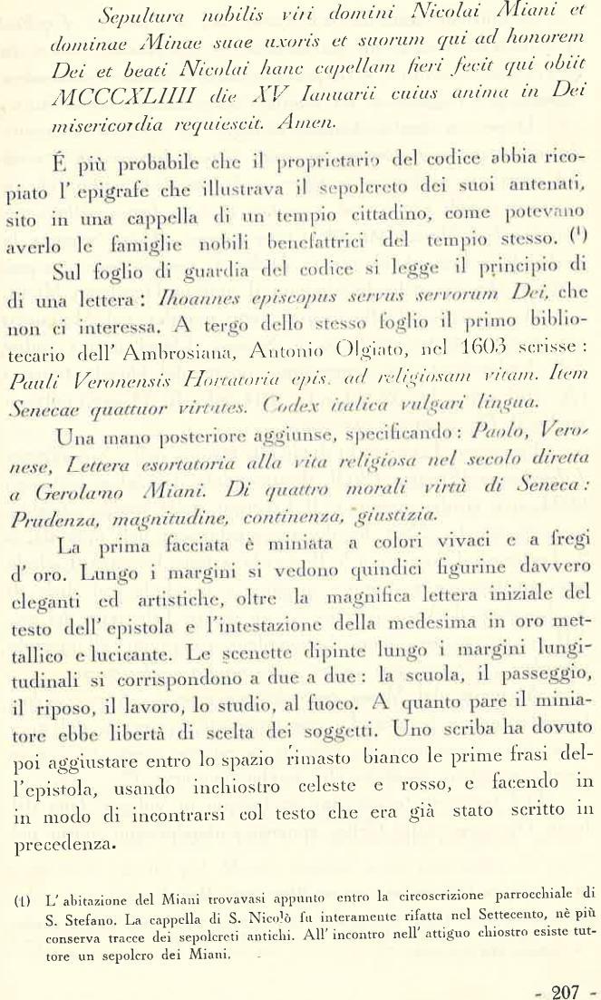 Sepultura nobilis viri domini Nicolai Miani et
dominae Minae suae uxoris et suorum qui ad honorem
Dei et beati Nicolai hanc capellam fieri fecit qui obiit
MCCCXLIIII die XV Ianuarii cuius anima in Dei
misericordia requiescit. Amen.
É più probabile che il proprietario del codice abbia rico-
piato l' epigrafe che illustrava il sepolcreto dei suoi antenati,
sito in una cappella di un tempio cittadino, come potevano
averlo le famiglie nobili benefattrici del tempio stesso. (¹)
Sul foglio di guardia del codice si legge il principio di
di una lettera : Ihoannes episcopus servus servorum Dei, che
non ci interessa. A tergo dello stesso foglio il primo biblio-
tecario dell' Ambrosiana, Antonio Olgiato, nel 1603 scrisse :
Pauli Veronensis Hortatoria epis. ad religiosam vitam. Item
Senecae quattuor virtutes. Codex italica vulgari lingua.
Una mano posteriore aggiunse, specificando : Paolo, Vero-
nese, Lettera esortatoria alla vita religiosa nel secolo diretta
a Gerolamo Miani. Di quattro morali virtù di Seneca :
Prudenza, magnitudine, continenza, giustizia.
La prima facciata è miniata a colori vivaci e a fregi
d' oro. Lungo i margini si vedono quindici figurine davvero
eleganti ed artistiche, oltre la magnifica lettera iniziale del
testo dell' epistola e l'intestazione della medesima in oro met-
tallico e lucicante. Le scenette dipinte lungo i margini lungi-
tudinali si corrispondono a due a due : la scuola, il passeggio,
il riposo, il lavoro, lo studio, al fuoco. A quanto pare il minia-
tore ebbe libertà di scelta dei soggetti. Uno scriba ha dovuto
poi aggiustare entro lo spazio rimasto bianco le prime frasi del-
l'epistola, usando inchiostro celeste e rosso, e facendo in
in modo di incontrarsi col testo che era già stato scritto in
precedenza.
(1) L' abitazione del Miani trovavasi appunto entro la circoscrizione parrocchiale di
S. Stefano. La cappella di S. Nicolò fu interamente rifatta nel Settecento, nè più
conserva tracce dei sepolcreti antichi. All' incontro nell' attiguo chiostro esiste tut-
tore un sepolcro dei Miani.
- 207 -